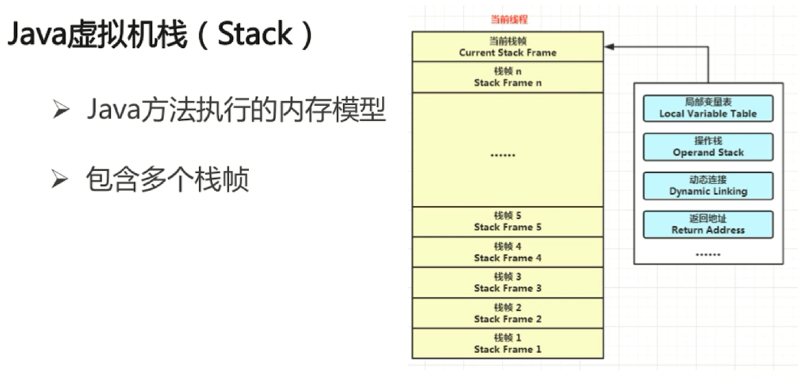 Java虚拟机栈（Stack）
Java方法执行的内存模型
包含多个栈帧
当前线程
当前栈帧
Current Stack Frame
栈帧 n
Stack Frame n
......
栈帧 5
Stack Frame 5
栈帧 4
Stack Frame 4
栈帧 3
Stack Frame 3
栈帧 2
Stack Frame 2
栈帧 1
Stack Frame 1
局部变量表
Local Variable Table
操作栈
Operand Stack
动态连接
Dynamic Linking
返回地址
Return Address
......